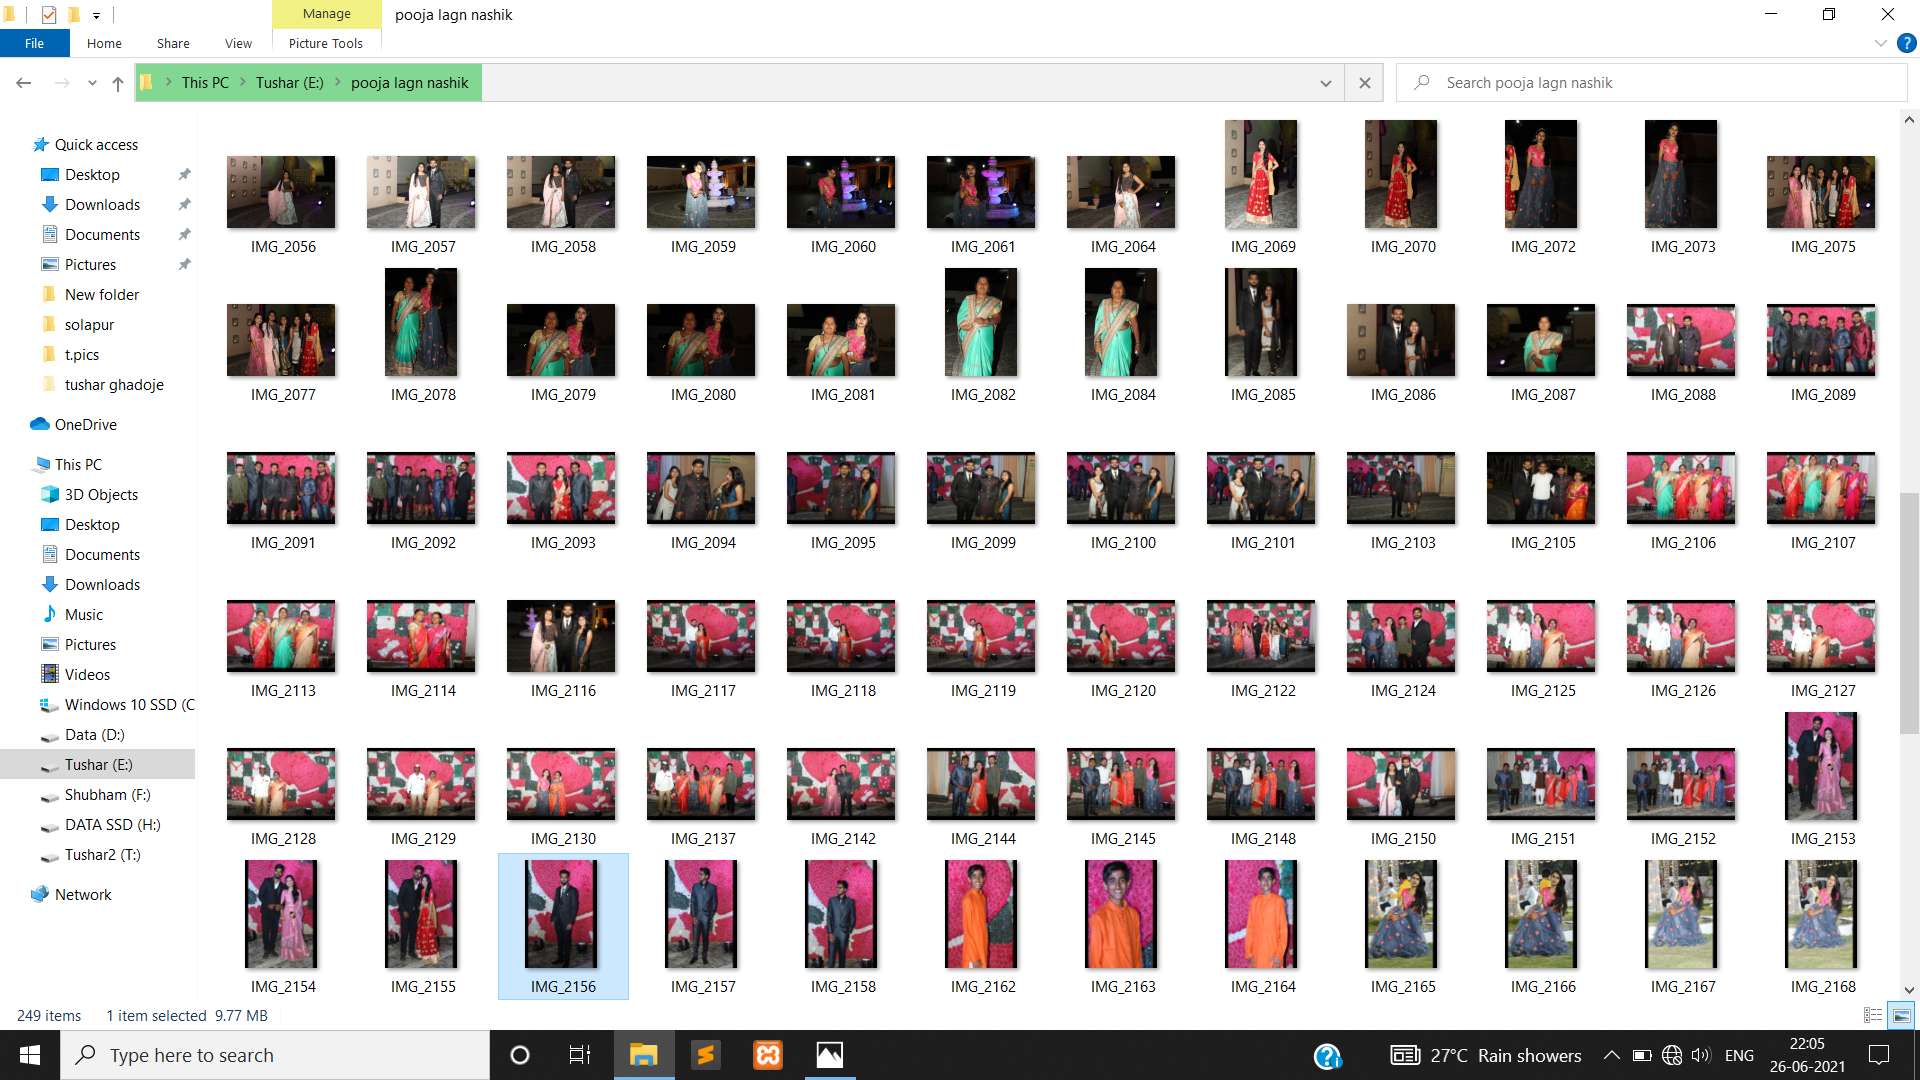 Manage
pooja lagn nashik
File
Home
Share
View
Picture Tools
?
This PC
Tushar (E:)
pooja lagn nashik
Search pooja lagn nashik
Quick access
Desktop
Downloads
Documents
Pictures
New folder
solapur
t.pics
tushar ghadoje
OneDrive
This PC
3D Objects
Desktop
Documents
Downloads
Music
Pictures
Videos
Windows 10 SSD (C
Data (D:)
Tushar (E:)
Shubham (F:)
DATA SSD (H:)
Tushar2 (T:)
Network
IMG_2056 IMG_2057 IMG_2058 IMG_2059 IMG_2060 IMG_2061 IMG_2064 IMG_2069 IMG_2070 IMG_2072 IMG_2073 IMG_2075
IMG_2077 IMG_2078 IMG_2079 IMG_2080 IMG_2081 IMG_2082 IMG_2084 IMG_2085 IMG_2086 IMG_2087 IMG_2088 IMG_2089
IMG_2091 IMG_2092 IMG_2093 IMG_2094 IMG_2095 IMG_2099 IMG_2100 IMG_2101 IMG_2103 IMG_2105 IMG_2106 IMG_2107
IMG_2113 IMG_2114 IMG_2116 IMG_2117 IMG_2118 IMG_2119 IMG_2120 IMG_2122 IMG_2124 IMG_2125 IMG_2126 IMG_2127
IMG_2128 IMG_2129 IMG_2130 IMG_2137 IMG_2142 IMG_2144 IMG_2145 IMG_2148 IMG_2150 IMG_2151 IMG_2152 IMG_2153
IMG_2154 IMG_2155 IMG_2156 IMG_2157 IMG_2158 IMG_2162 IMG_2163 IMG_2164 IMG_2165 IMG_2166 IMG_2167 IMG_2168
249 items 1 item selected 9.77 MB
Type here to search
27°C Rain showers
ENG
22:05
26-06-2021